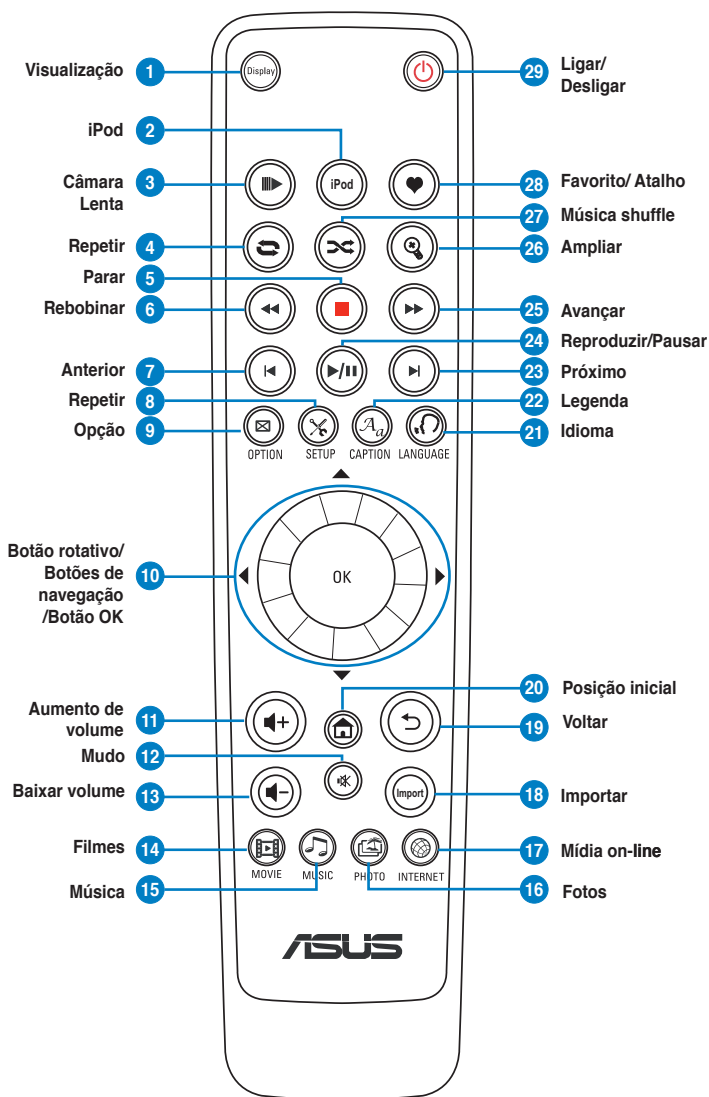 Visualização 1 Display 29 Ligar/
Desligar
iPod 2
Câmara
Lenta 3 iPod 28 Favorito/ Atalho
27 Música shuffle
Repetir 4 26 Ampliar
Parar 5
Rebobinar 6 25 Avançar
24 Reproduzir/Pausar
Anterior 7 23 Próximo
Repetir 8 22 Legenda
Opção 9 Aa 21 Idioma
OPTION SETUP CAPTION LANGUAGE
Botão rotativo/
Botões de
navegação
/Botão OK
10 OK
20 Posição inicial
Aumento de
volume 11 19 Voltar
Mudo 12
Baixar volume 13 Import 18 Importar
Filmes 14 17 Mídia on-line
MOVIE MUSIC PHOTO INTERNET
Música 15 16 Fotos
ASUS